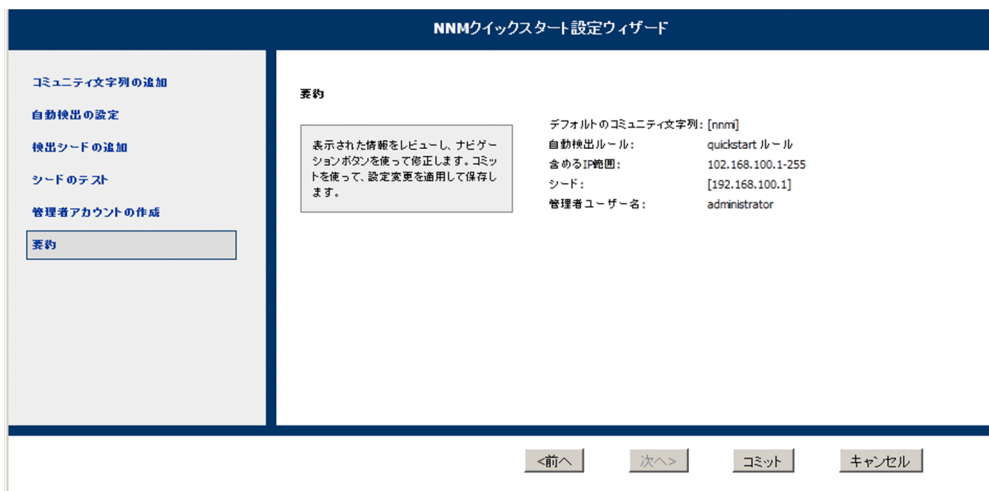 NNMクイックスタート設定ウィザード
コミュニティ文字列の追加
自動検出の設定
検出シードの追加
シードのテスト
管理者アカウントの作成
要約
要約
表示された情報をレビューし、ナビゲー
ションボタンを使って修正します。コミッ
トを使って、設定変更を適用して保存し
ます。
デフォルトのコミュニティ文字列: [nnmi]
自動検出ルール: quickstart ルール
含めるIP範囲: 102.168.100.1-255
シード: [192.168.100.1]
管理者ユーザー名: administrator
<前へ
次へ>
コミット
キャンセル